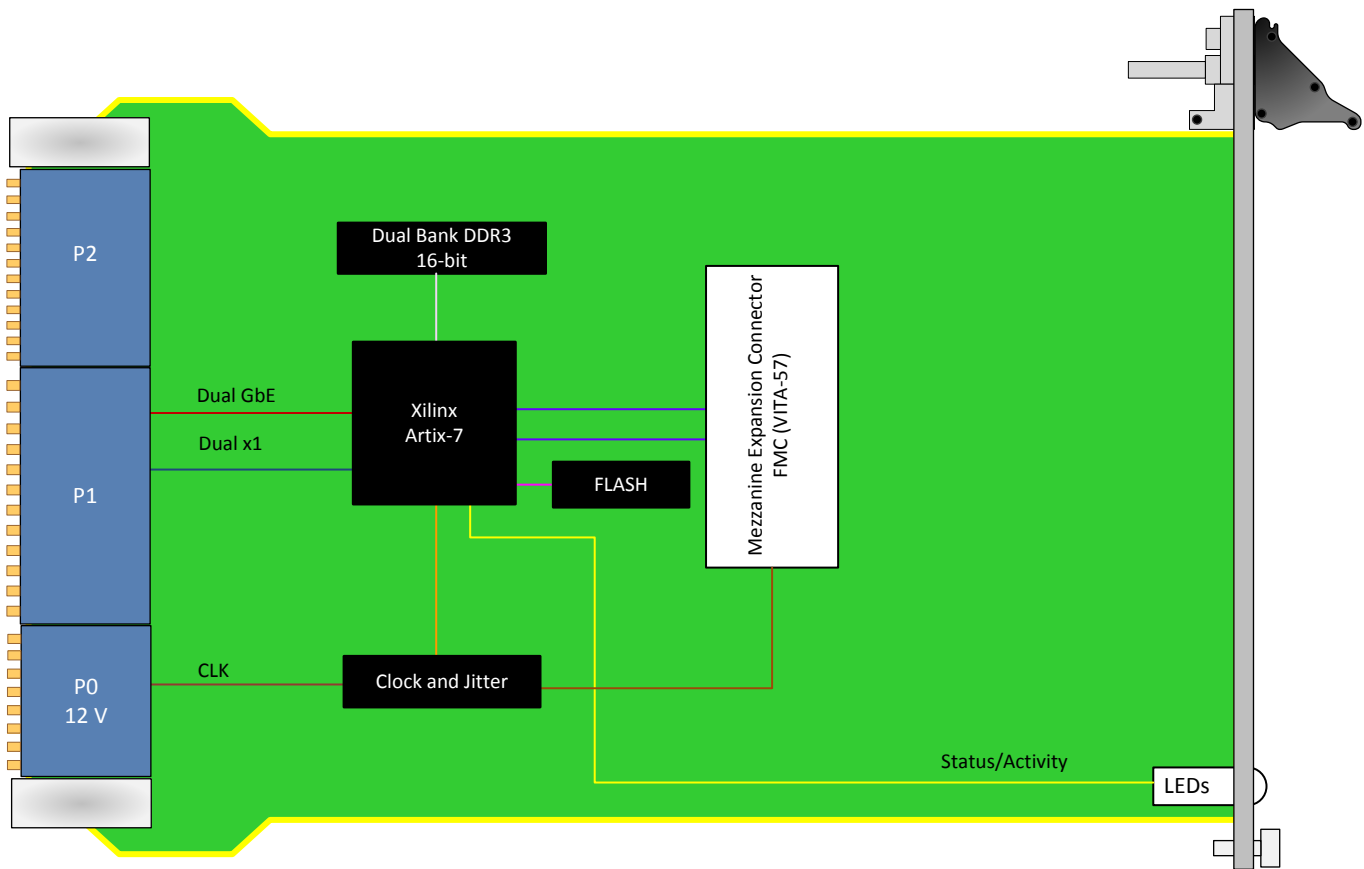 P2
Dual Bank DDR3
16-bit
Mezzanine Expansion Connector
FMC (VITA-57)
Dual GbE
Xilinx
Artix-7
Dual x1
P1
FLASH
CLK
P0
12 V
Clock and Jitter
Status/Activity
LEDs